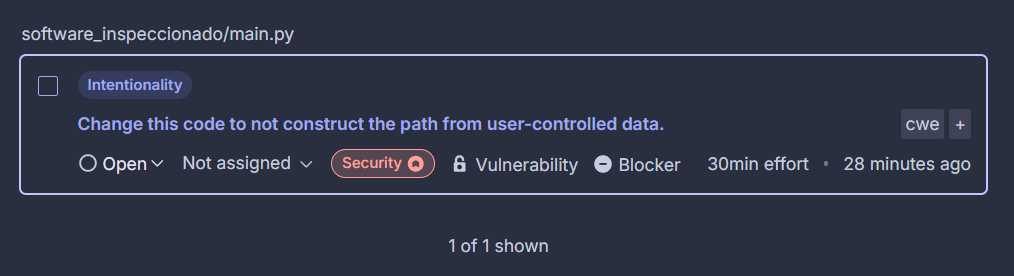 software_inspeccionado/main.py
Intentionality
Change this code to not construct the path from user-controlled data.
cwe +
Open Not assigned Security Vulnerability Blocker 30min effort • 28 minutes ago
1 of 1 shown